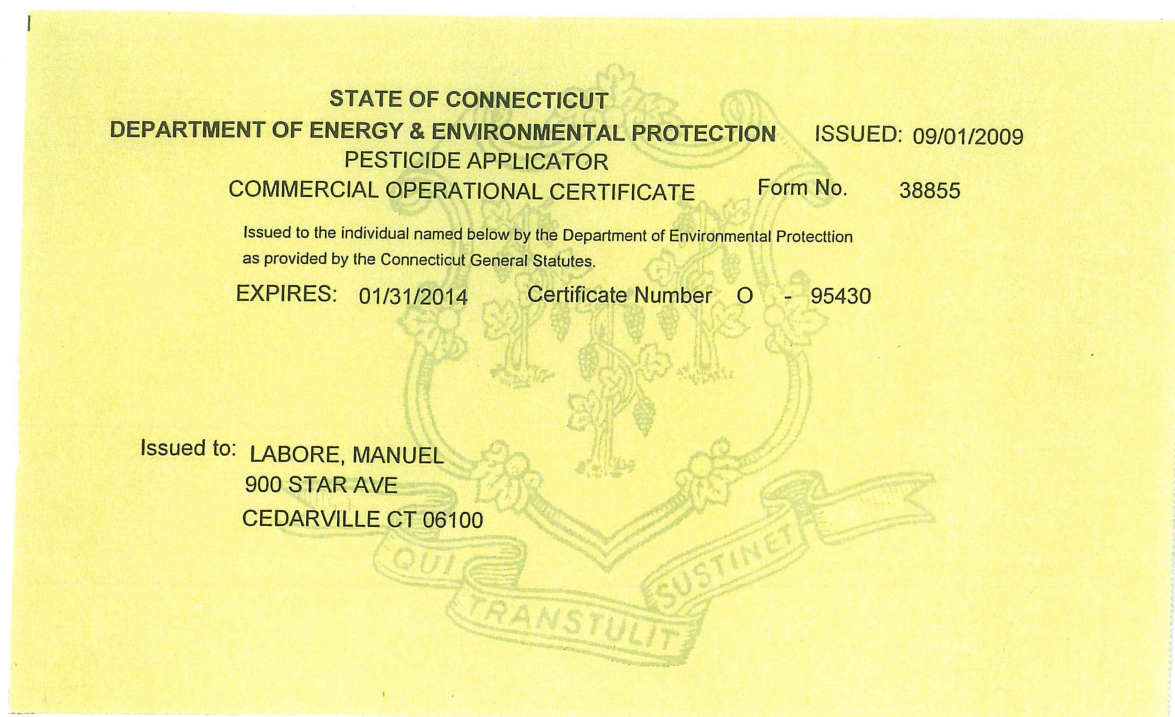 STATE OF CONNECTICUT
DEPARTMENT OF ENERGY & ENVIRONMENTAL PROTECTION ISSUED: 09/01/2009
PESTICIDE APPLICATOR
COMMERCIAL OPERATIONAL CERTIFICATE Form No. 38855
Issued to the individual named below by the Department of Environmental Protecttion
as provided by the Connecticut General Statutes.
EXPIRES: 01/31/2014 Certificate Number O - 95430
Issued to: LABORE, MANUEL
900 STAR AVE
CEDARVILLE CT 06100
QUI
TRANSTULIT
SUSTINET